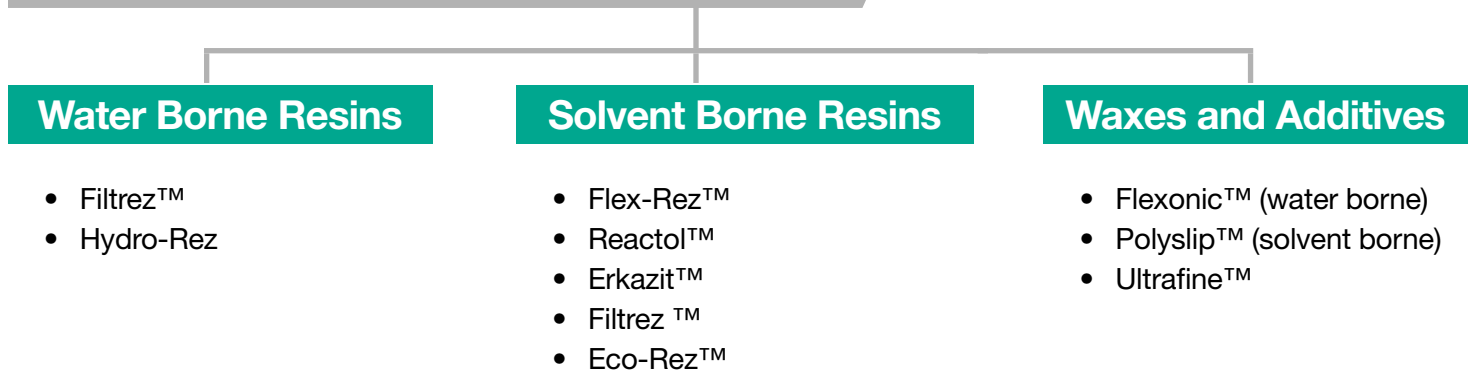 Water Borne Resins
• Filtrez™
• Hydro-Rez
Solvent Borne Resins
• Flex-Rez™
• Reactol™
• Erkazit™
• Filtrez ™
• Eco-Rez™
Waxes and Additives
• Flexonic™ (water borne)
• Polyslip™ (solvent borne)
• Ultrafine™